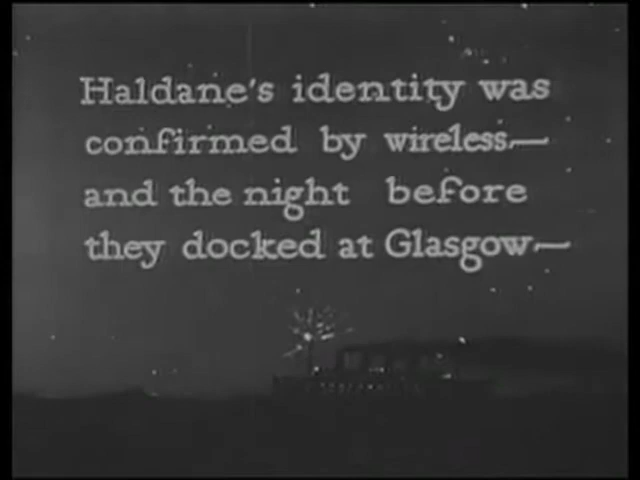 Haldane's identity was
confirmed by wireless—
and the night before
they docked at Glasgow—